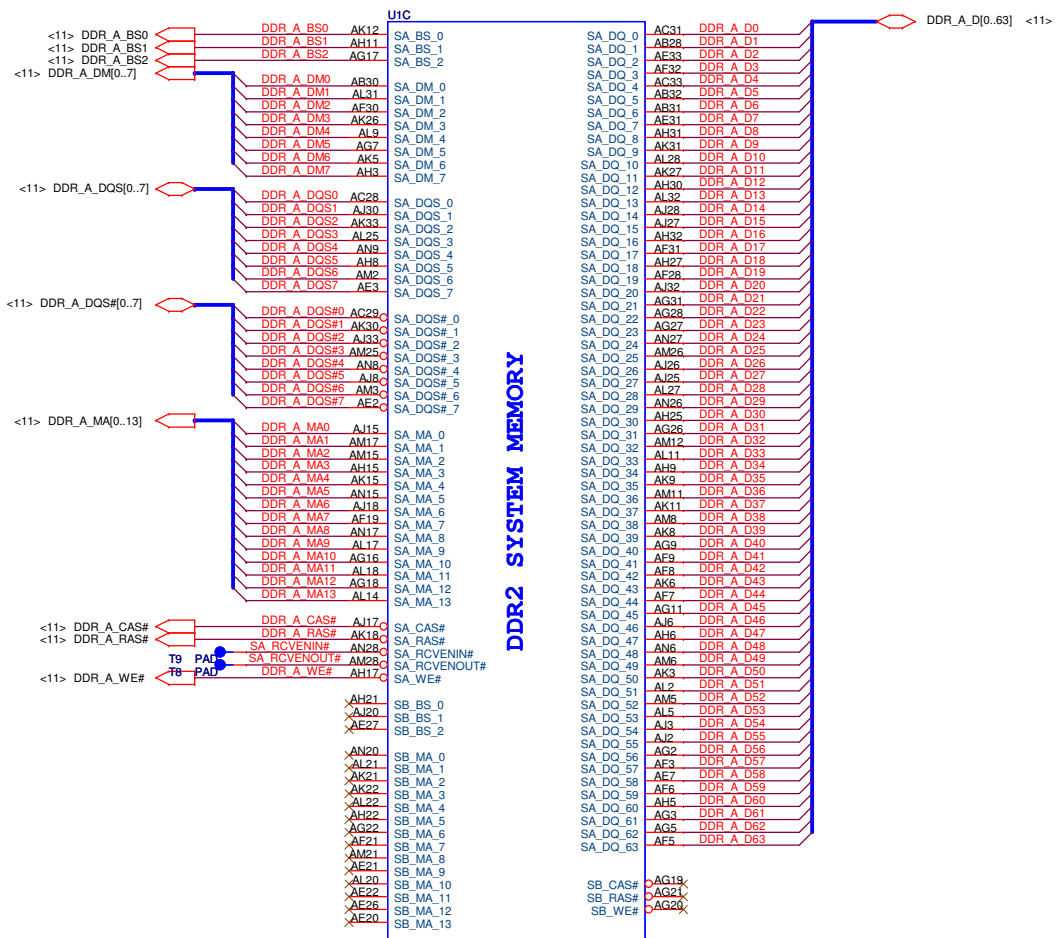 U1C
<11> DDR_A_BS0 DDR_A_BS0 AK12 SA_BS_0
<11> DDR_A_BS1 DDR_A_BS1 AH11 SA_BS_1
<11> DDR_A_BS2 DDR_A_BS2 AG17 SA_BS_2
<11> DDR_A_DM[0..7]
DDR_A_DM0 AB30 SA_DM_0
DDR_A_DM1 AL31 SA_DM_1
DDR_A_DM2 AF30 SA_DM_2
DDR_A_DM3 AK26 SA_DM_3
DDR_A_DM4 AL9 SA_DM_4
DDR_A_DM5 AG7 SA_DM_5
DDR_A_DM6 AK5 SA_DM_6
DDR_A_DM7 AH3 SA_DM_7
<11> DDR_A_DQS[0..7]
DDR_A_DQS0 AC28 SA_DQS_0
DDR_A_DQS1 AJ30 SA_DQS_1
DDR_A_DQS2 AK33 SA_DQS_2
DDR_A_DQS3 AL25 SA_DQS_3
DDR_A_DQS4 AN9 SA_DQS_4
DDR_A_DQS5 AH8 SA_DQS_5
DDR_A_DQS6 AM2 SA_DQS_6
DDR_A_DQS7 AE3 SA_DQS_7
<11> DDR_A_DQS#[0..7]
DDR_A_DQS#0 AC29 SA_DQS#_0
DDR_A_DQS#1 AK30 SA_DQS#_1
DDR_A_DQS#2 AJ33 SA_DQS#_2
DDR_A_DQS#3 AM25 SA_DQS#_3
DDR_A_DQS#4 AN8 SA_DQS#_4
DDR_A_DQS#5 AJ8 SA_DQS#_5
DDR_A_DQS#6 AM3 SA_DQS#_6
DDR_A_DQS#7 AE2 SA_DQS#_7
<11> DDR_A_MA[0..13]
DDR_A_MA0 AJ15 SA_MA_0
DDR_A_MA1 AM17 SA_MA_1
DDR_A_MA2 AM15 SA_MA_2
DDR_A_MA3 AH15 SA_MA_3
DDR_A_MA4 AK15 SA_MA_4
DDR_A_MA5 AN15 SA_MA_5
DDR_A_MA6 AJ18 SA_MA_6
DDR_A_MA7 AF19 SA_MA_7
DDR_A_MA8 AN17 SA_MA_8
DDR_A_MA9 AL17 SA_MA_9
DDR_A_MA10 AG16 SA_MA_10
DDR_A_MA11 AL18 SA_MA_11
DDR_A_MA12 AG18 SA_MA_12
DDR_A_MA13 AL14 SA_MA_13
<11> DDR_A_CAS# DDR_A_CAS# AJ17 SA_CAS#
<11> DDR_A_RAS# DDR_A_RAS# AK18 SA_RAS#
T9 PAD SA_RCVENIN# AN28 SA_RCVENIN#
T8 PAD SA_RCVENOUT# AM28 SA_RCVENOUT#
<11> DDR_A_WE# DDR_A_WE# AH17 SA_WE#
AH21 SB_BS_0
AJ20 SB_BS_1
AE27 SB_BS_2
AN20 SB_MA_0
AL21 SB_MA_1
AK21 SB_MA_2
AK22 SB_MA_3
AL22 SB_MA_4
AH22 SB_MA_5
AG22 SB_MA_6
AF21 SB_MA_7
AM21 SB_MA_8
AE21 SB_MA_9
AL20 SB_MA_10
AE22 SB_MA_11
AE26 SB_MA_12
AE20 SB_MA_13
DDR2 SYSTEM MEMORY
DDR_A_D[0..63] <11>
SA_DQ_0 AC31 DDR_A_D0
SA_DQ_1 AB28 DDR_A_D1
SA_DQ_2 AE33 DDR_A_D2
SA_DQ_3 AF32 DDR_A_D3
SA_DQ_4 AC33 DDR_A_D4
SA_DQ_5 AB32 DDR_A_D5
SA_DQ_6 AB31 DDR_A_D6
SA_DQ_7 AE31 DDR_A_D7
SA_DQ_8 AH31 DDR_A_D8
SA_DQ_9 AK31 DDR_A_D9
SA_DQ_10 AL28 DDR_A_D10
SA_DQ_11 AK27 DDR_A_D11
SA_DQ_12 AH30 DDR_A_D12
SA_DQ_13 AL32 DDR_A_D13
SA_DQ_14 AJ28 DDR_A_D14
SA_DQ_15 AJ27 DDR_A_D15
SA_DQ_16 AH32 DDR_A_D16
SA_DQ_17 AF31 DDR_A_D17
SA_DQ_18 AH27 DDR_A_D18
SA_DQ_19 AF28 DDR_A_D19
SA_DQ_20 AJ32 DDR_A_D20
SA_DQ_21 AG31 DDR_A_D21
SA_DQ_22 AG28 DDR_A_D22
SA_DQ_23 AG27 DDR_A_D23
SA_DQ_24 AN27 DDR_A_D24
SA_DQ_25 AM26 DDR_A_D25
SA_DQ_26 AJ26 DDR_A_D26
SA_DQ_27 AJ25 DDR_A_D27
SA_DQ_28 AL27 DDR_A_D28
SA_DQ_29 AN26 DDR_A_D29
SA_DQ_30 AH25 DDR_A_D30
SA_DQ_31 AG26 DDR_A_D31
SA_DQ_32 AM12 DDR_A_D32
SA_DQ_33 AL11 DDR_A_D33
SA_DQ_34 AH9 DDR_A_D34
SA_DQ_35 AK9 DDR_A_D35
SA_DQ_36 AM11 DDR_A_D36
SA_DQ_37 AK11 DDR_A_D37
SA_DQ_38 AM8 DDR_A_D38
SA_DQ_39 AK8 DDR_A_D39
SA_DQ_40 AG9 DDR_A_D40
SA_DQ_41 AF9 DDR_A_D41
SA_DQ_42 AF8 DDR_A_D42
SA_DQ_43 AK6 DDR_A_D43
SA_DQ_44 AF7 DDR_A_D44
SA_DQ_45 AG11 DDR_A_D45
SA_DQ_46 AJ6 DDR_A_D46
SA_DQ_47 AH6 DDR_A_D47
SA_DQ_48 AN6 DDR_A_D48
SA_DQ_49 AM6 DDR_A_D49
SA_DQ_50 AK3 DDR_A_D50
SA_DQ_51 AL2 DDR_A_D51
SA_DQ_52 AM5 DDR_A_D52
SA_DQ_53 AL5 DDR_A_D53
SA_DQ_54 AJ3 DDR_A_D54
SA_DQ_55 AJ2 DDR_A_D55
SA_DQ_56 AG2 DDR_A_D56
SA_DQ_57 AF3 DDR_A_D57
SA_DQ_58 AE7 DDR_A_D58
SA_DQ_59 AF6 DDR_A_D59
SA_DQ_60 AH5 DDR_A_D60
SA_DQ_61 AG3 DDR_A_D61
SA_DQ_62 AG5 DDR_A_D62
SA_DQ_63 AF5 DDR_A_D63
SB_CAS# AG19
SB_RAS# AG21
SB_WE# AG20